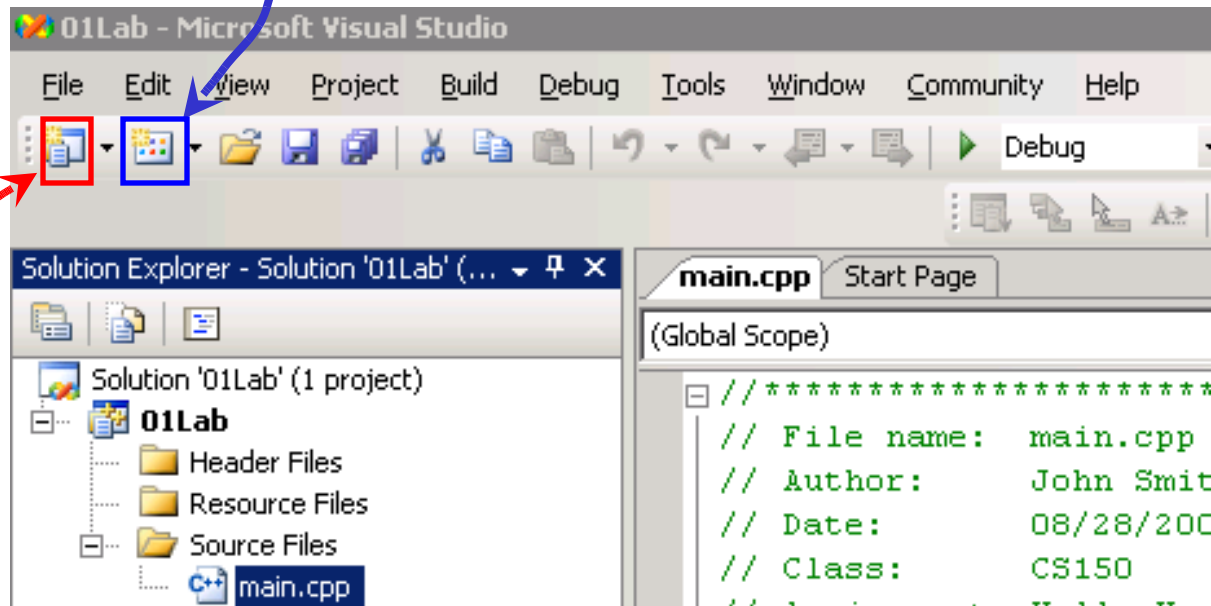 01Lab - Microsoft Visual Studio
File Edit View Project Build Debug Tools Window Community Help
Debug
Solution Explorer - Solution '01Lab' (...
main.cpp Start Page
(Global Scope)
Solution '01Lab' (1 project)
01Lab
Header Files
Resource Files
Source Files
C++ main.cpp
//**********************
// File name: main.cpp
// Author: John Smit
// Date: 08/28/200
// Class: CS150